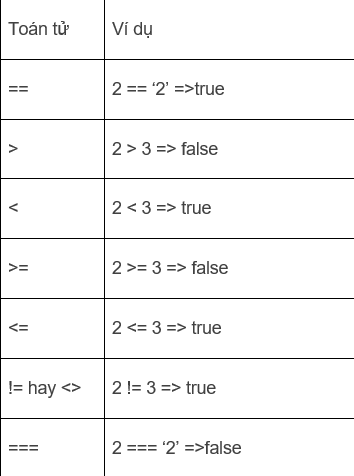 Toán tử Ví dụ
== 2 == ‘2’ =>true
> 2 > 3 => false
< 2 < 3 => true
>= 2 >= 3 => false
<= 2 <= 3 => true
!= hay <> 2 != 3 => true
=== 2 === ‘2’ =>false